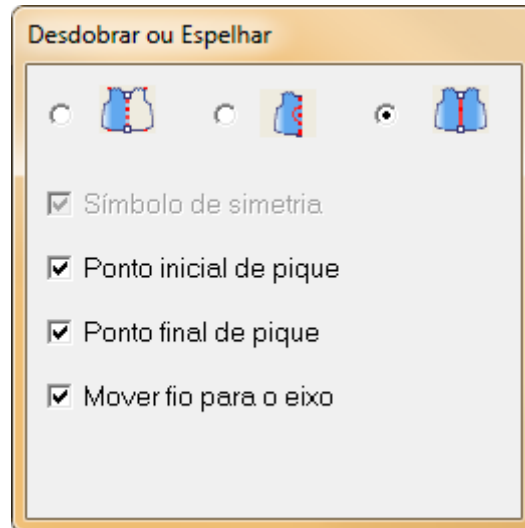 Desdobrar ou Espelhar
Símbolo de simetria
Ponto inicial de pique
Ponto final de pique
Mover fio para o eixo